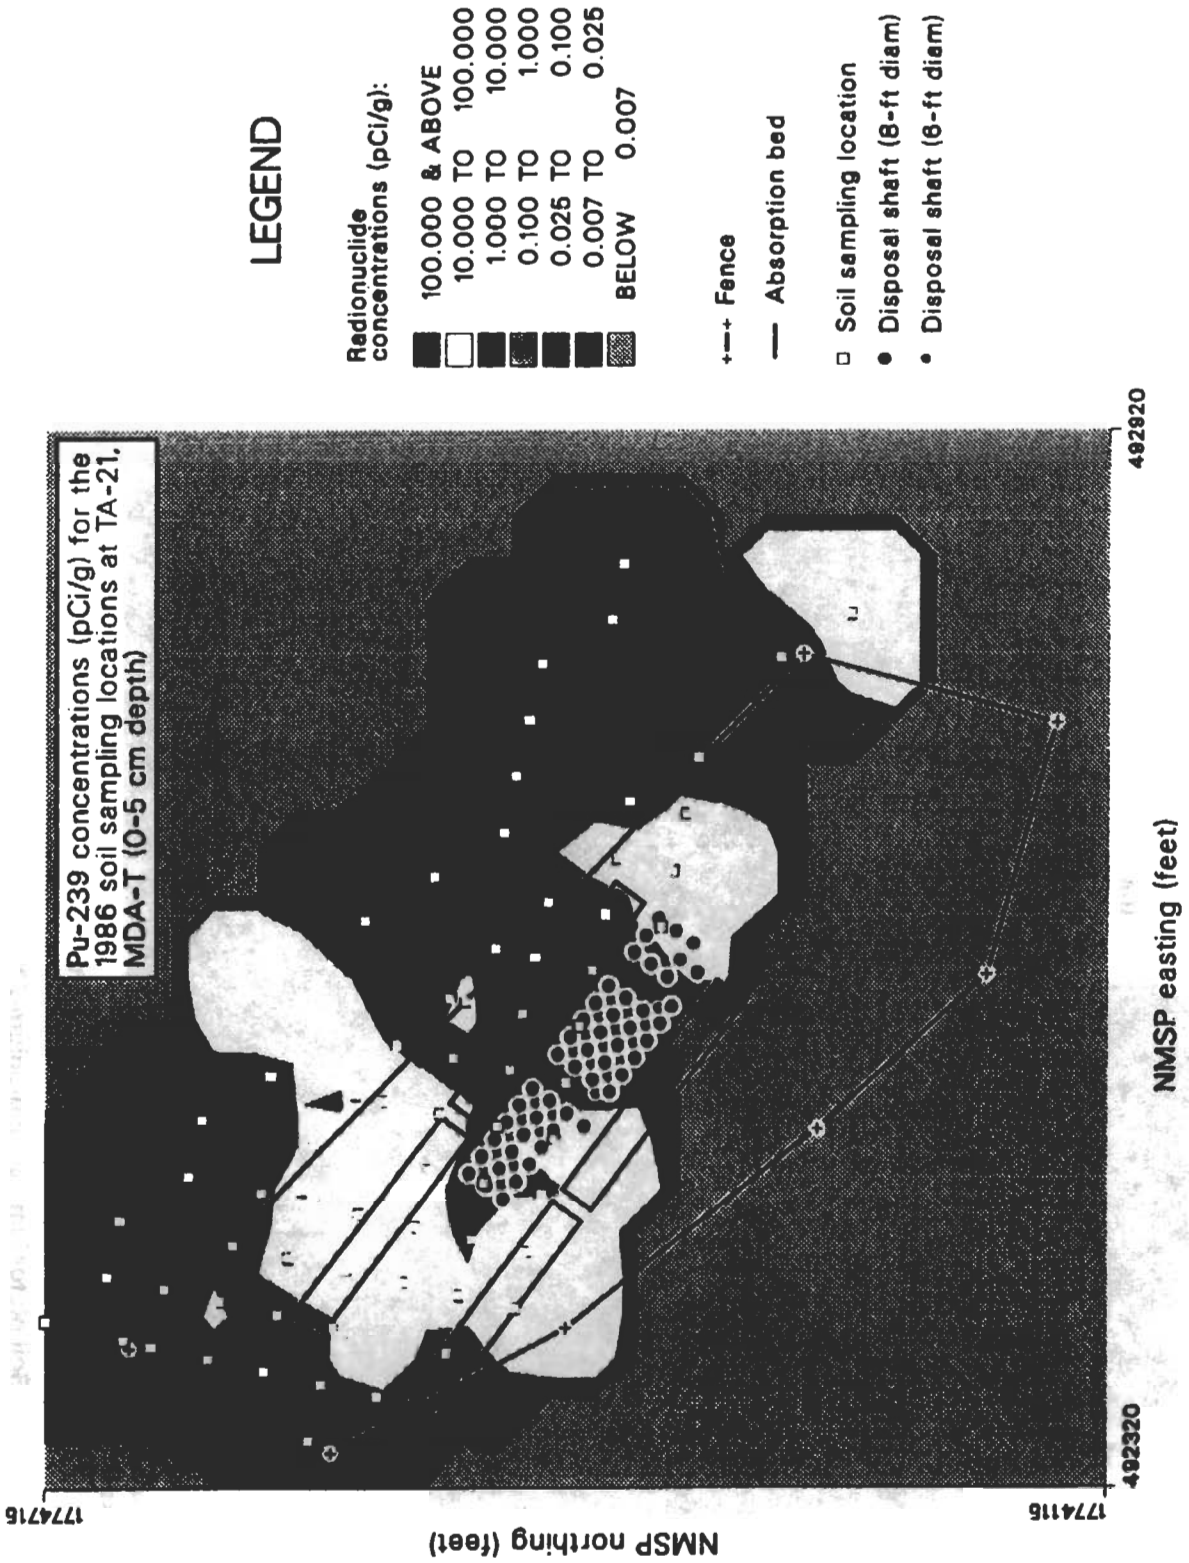 Pu-239 concentrations (pCi/g) for the
1986 soil sampling locations at TA-21,
MDA-T (0-5 cm depth)
LEGEND
Radionuclide
concentrations (pCi/g):
100.000 & ABOVE
10.000 TO 100.000
1.000 TO 10.000
0.100 TO 1.000
0.025 TO 0.100
0.007 TO 0.025
BELOW 0.007
Fence
Absorption bed
Soil sampling location
Disposal shaft (8-ft diam)
Disposal shaft (6-ft diam)
1774715
NMSP northing (feet)
1774115
492320
NMSP easting (feet)
492920